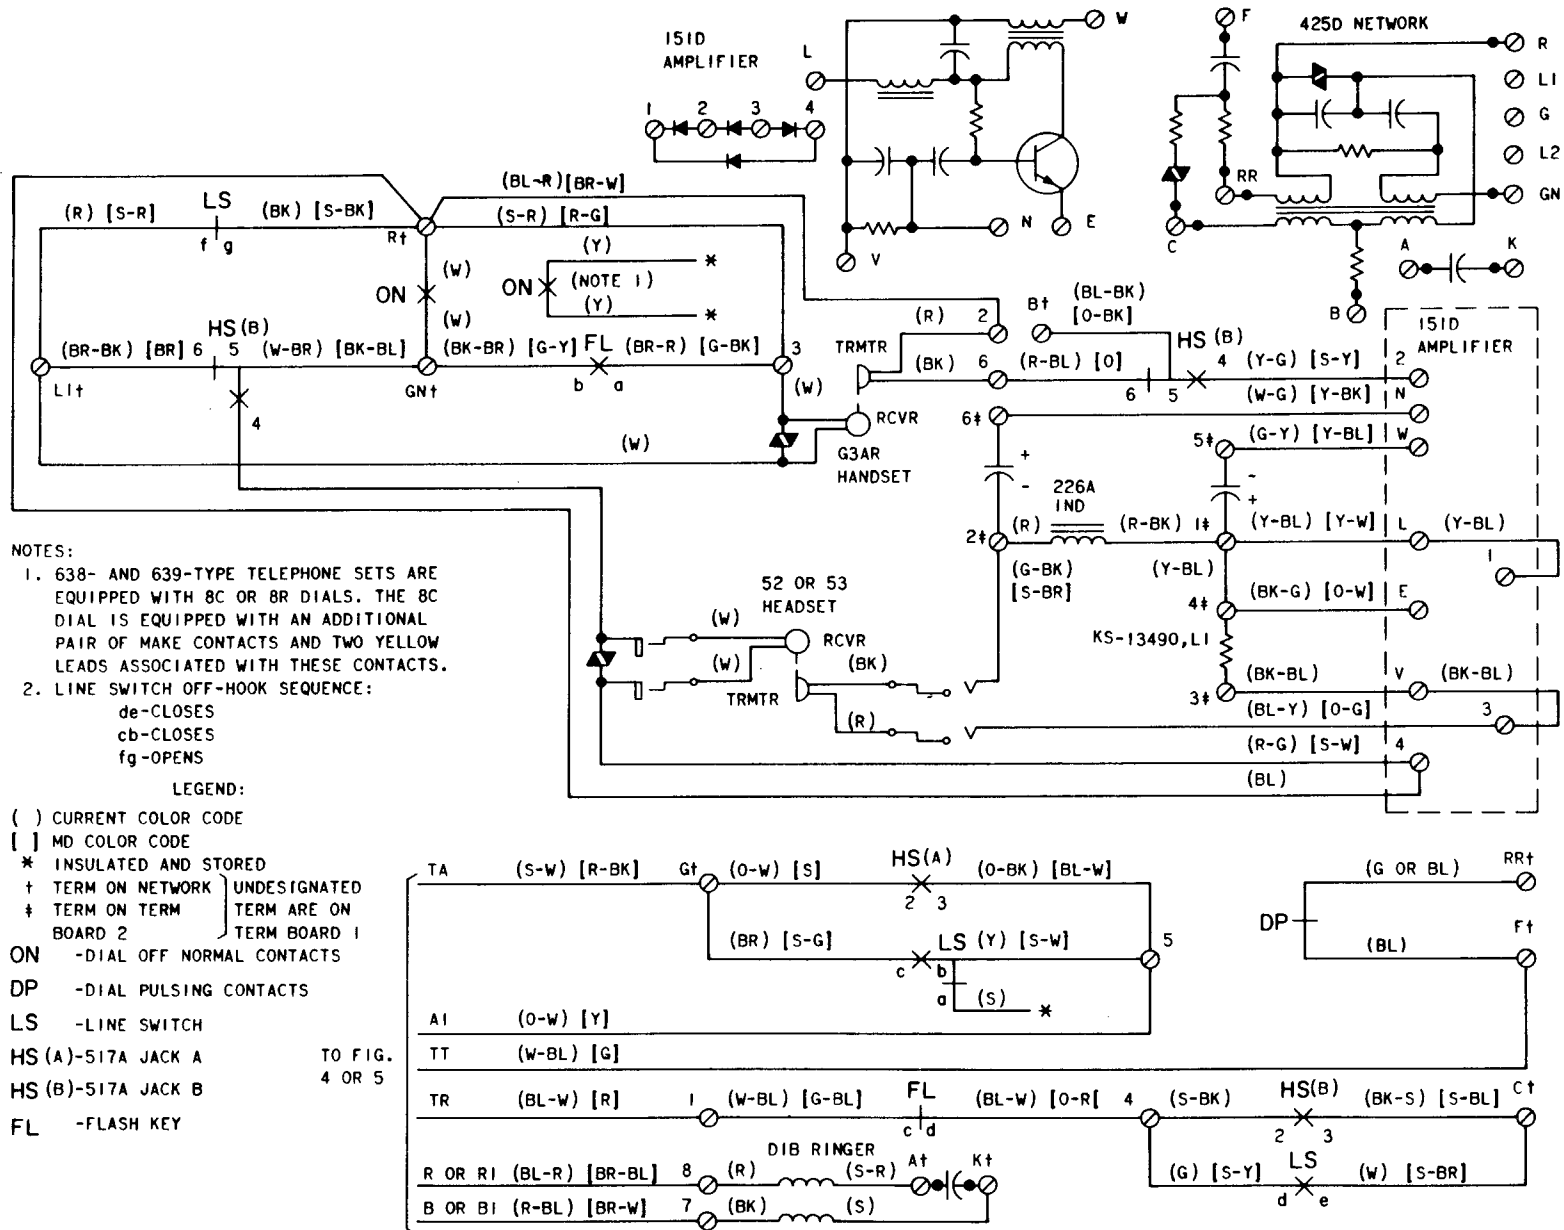 151D
AMPLIFIER
1 2 3 4
L
W
N
E
V
F
425D NETWORK
R
L1
G
L2
GN
RR
C
A
K
B
(R) [S-R]
LS
(BK) [S-BK]
f g
R†
(BL-R)[BR-W]
(S-R) [R-G]
(Y)
ON
(NOTE 1)
(Y)
*
*
(W)
ON
(W)
HS(B)
(BR-BK) [BR] 6 5 (W-BR) [BK-BL]
(BK-BR) [G-Y] FL (BR-R) [G-BK]
3
L1†
4
GN†
b a
(W)
(W)
TRMTR
(R)
2
(BK)
6
RCVR
G3AR
HANDSET
B†
(BL-BK)
[O-BK]
HS (B)
(R-BL) [O]
6 5
4
(Y-G) [S-Y] 2
(W-G) [Y-BK] N
6‡
5‡
(G-Y) [Y-BL] W
151D
AMPLIFIER
+
-
-
+
226A
IND
2‡
(R)
(R-BK)
1‡
(Y-BL) [Y-W] L
(Y-BL)
1
(G-BK)
[S-BR]
(Y-BL)
4‡
(BK-G) [O-W] E
KS-13490,L1
3‡
(BK-BL) V
(BK-BL)
(BL-Y) [O-G]
3
(R-G) [S-W] 4
(BL)
52 OR 53
HEADSET
(W)
RCVR
(W)
TRMTR
(BK)
(R)
NOTES:
1. 638- AND 639-TYPE TELEPHONE SETS ARE
EQUIPPED WITH 8C OR 8R DIALS. THE 8C
DIAL IS EQUIPPED WITH AN ADDITIONAL
PAIR OF MAKE CONTACTS AND TWO YELLOW
LEADS ASSOCIATED WITH THESE CONTACTS.
2. LINE SWITCH OFF-HOOK SEQUENCE:
de-CLOSES
cb-CLOSES
fg-OPENS
LEGEND:
( ) CURRENT COLOR CODE
[ ] MD COLOR CODE
* INSULATED AND STORED
† TERM ON NETWORK UNDESIGNATED
‡ TERM ON TERM TERM ARE ON
BOARD 2 TERM BOARD 1
ON -DIAL OFF NORMAL CONTACTS
DP -DIAL PULSING CONTACTS
LS -LINE SWITCH
HS (A)-517A JACK A
HS (B)-517A JACK B
FL -FLASH KEY
TO FIG.
4 OR 5
TA (S-W) [R-BK] G† (O-W) [S] HS(A) (O-BK) [BL-W]
2 3
(BR) [S-G] LS (Y) [S-W] 5
c b
a (S) *
A1 (O-W) [Y]
TT (W-BL) [G]
TR (BL-W) [R] 1 (W-BL) [G-BL] FL (BL-W) [O-R[ 4 (S-BK) HS(B) (BK-S) [S-BL] C†
c d
2 3
(G) [S-Y] LS (W) [S-BR]
d e
DP
(G OR BL)
RR†
(BL)
F†
DIB RINGER
R OR R1 (BL-R) [BR-BL] 8 (R) (S-R) A† K†
B OR B1 (R-BL) [BR-W] 7 (BK) (S)